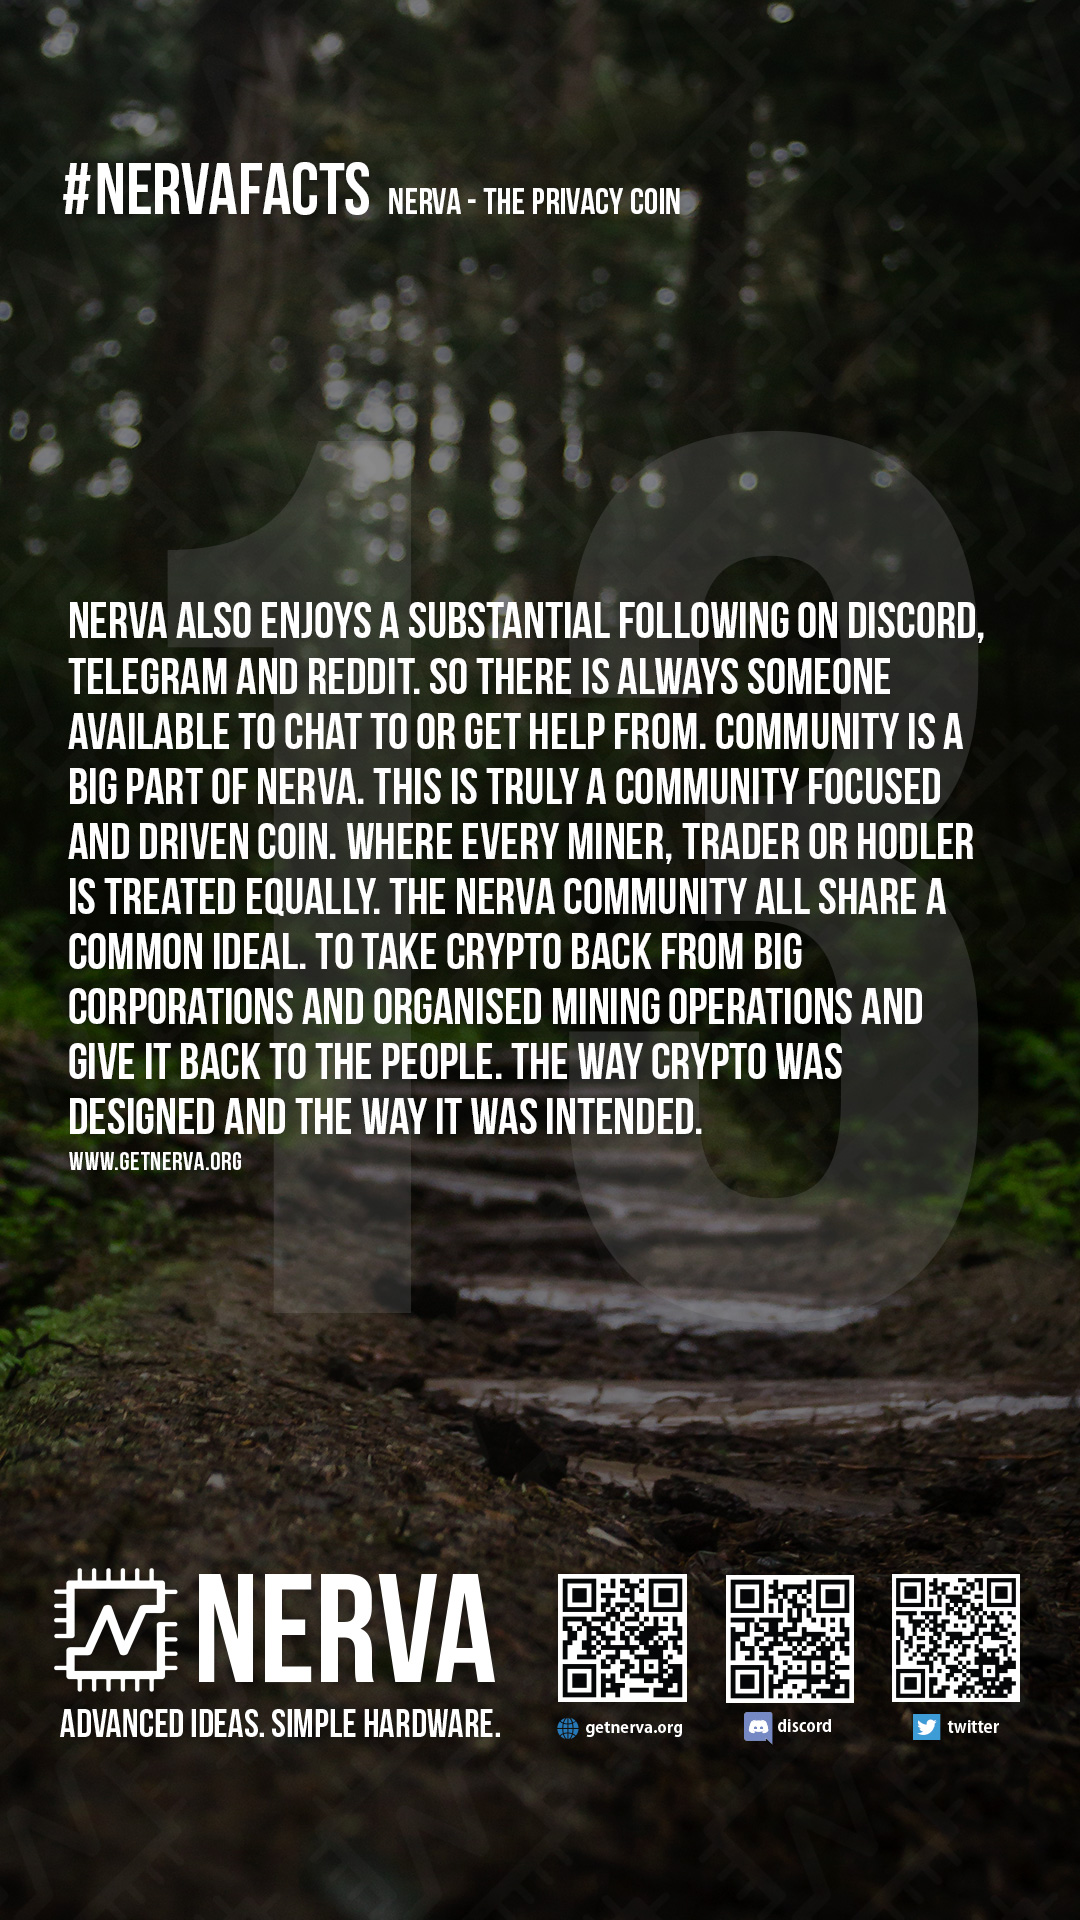 #NERVAFACTS NERVA - THE PRIVACY COIN
13
NERVA ALSO ENJOYS A SUBSTANTIAL FOLLOWING ON DISCORD,
TELEGRAM AND REDDIT. SO THERE IS ALWAYS SOMEONE
AVAILABLE TO CHAT TO OR GET HELP FROM. COMMUNITY IS A
BIG PART OF NERVA. THIS IS TRULY A COMMUNITY FOCUSED
AND DRIVEN COIN. WHERE EVERY MINER, TRADER OR HODLER
IS TREATED EQUALLY. THE NERVA COMMUNITY ALL SHARE A
COMMON IDEAL. TO TAKE CRYPTO BACK FROM BIG
CORPORATIONS AND ORGANISED MINING OPERATIONS AND
GIVE IT BACK TO THE PEOPLE. THE WAY CRYPTO WAS
DESIGNED AND THE WAY IT WAS INTENDED.
WWW.GETNERVA.ORG
NERVA
ADVANCED IDEAS. SIMPLE HARDWARE.
getnerva.org
discord
twitter